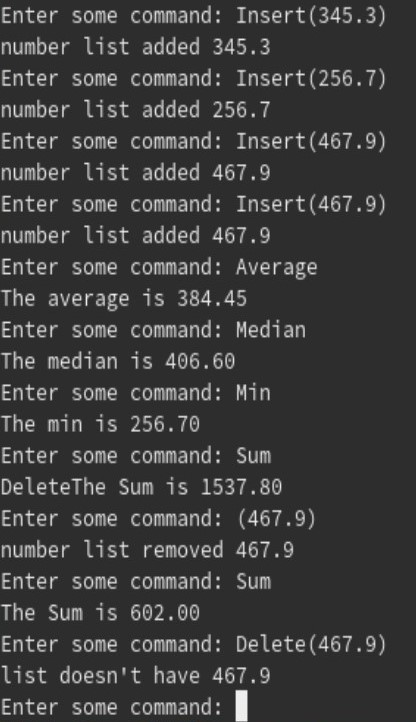 Enter some command: Insert(345.3)
number list added 345.3
Enter some command: Insert(256.7)
number list added 256.7
Enter some command: Insert(467.9)
number list added 467.9
Enter some command: Insert(467.9)
number list added 467.9
Enter some command: Average
The average is 384.45
Enter some command: Median
The median is 406.60
Enter some command: Min
The min is 256.70
Enter some command: Sum
DeleteThe Sum is 1537.80
Enter some command: (467.9)
number list removed 467.9
Enter some command: Sum
The Sum is 602.00
Enter some command: Delete(467.9)
list doesn't have 467.9
Enter some command: